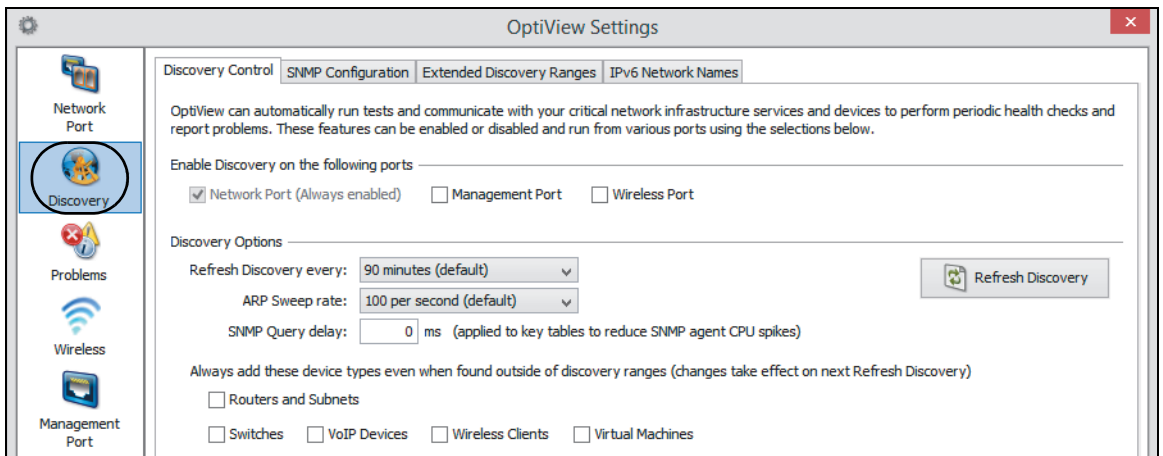 OptiView Settings
Network
Port
Discovery
Problems
Wireless
Management
Port
Discovery Control SNMP Configuration Extended Discovery Ranges IPv6 Network Names
OptiView can automatically run tests and communicate with your critical network infrastructure services and devices to perform periodic health checks and
report problems. These features can be enabled or disabled and run from various ports using the selections below.
Enable Discovery on the following ports
Network Port (Always enabled) Management Port Wireless Port
Discovery Options
Refresh Discovery every: 90 minutes (default)
Refresh Discovery
ARP Sweep rate: 100 per second (default)
SNMP Query delay: 0 ms (applied to key tables to reduce SNMP agent CPU spikes)
Always add these device types even when found outside of discovery ranges (changes take effect on next Refresh Discovery)
Routers and Subnets
Switches VoIP Devices Wireless Clients Virtual Machines